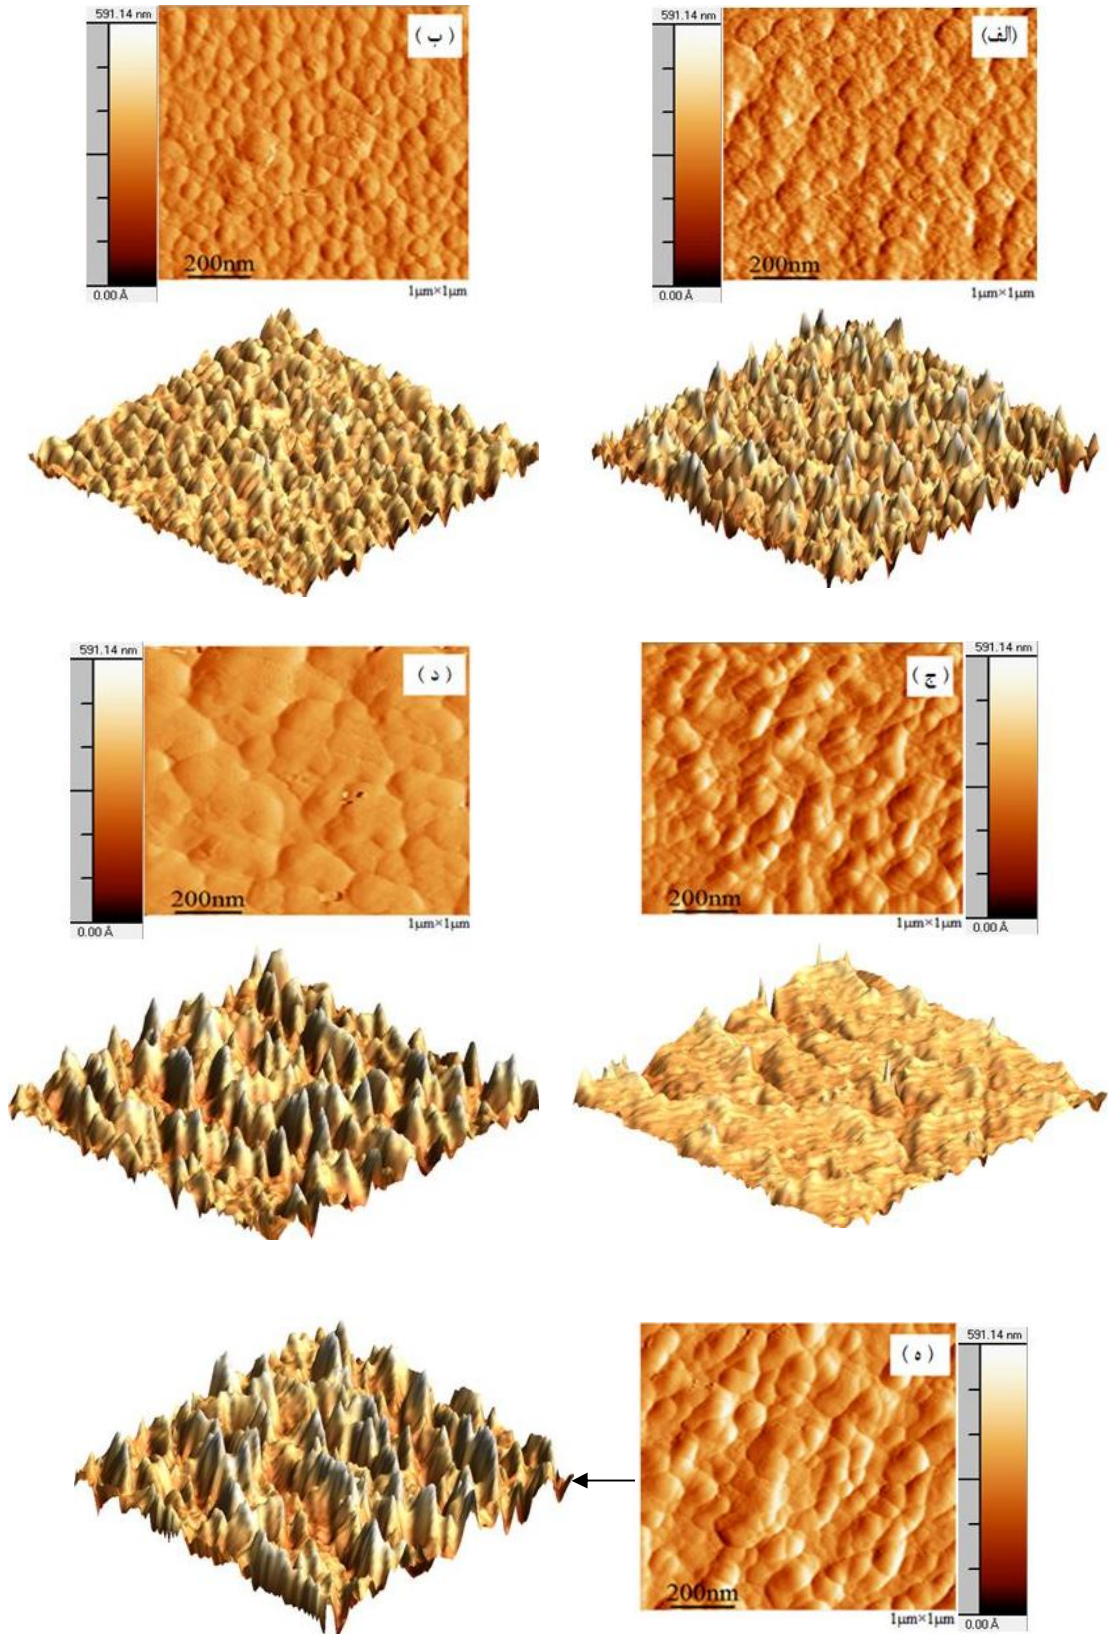 591.14 nm
(الف)
200nm
0.00 Å
1µm×1µm
591.14 nm
( ب )
200nm
0.00 Å
1µm×1µm
591.14 nm
( ج )
200nm
0.00 Å
1µm×1µm
591.14 nm
( د )
200nm
0.00 Å
1µm×1µm
591.14 nm
( ه )
200nm
0.00 Å
1µm×1µm